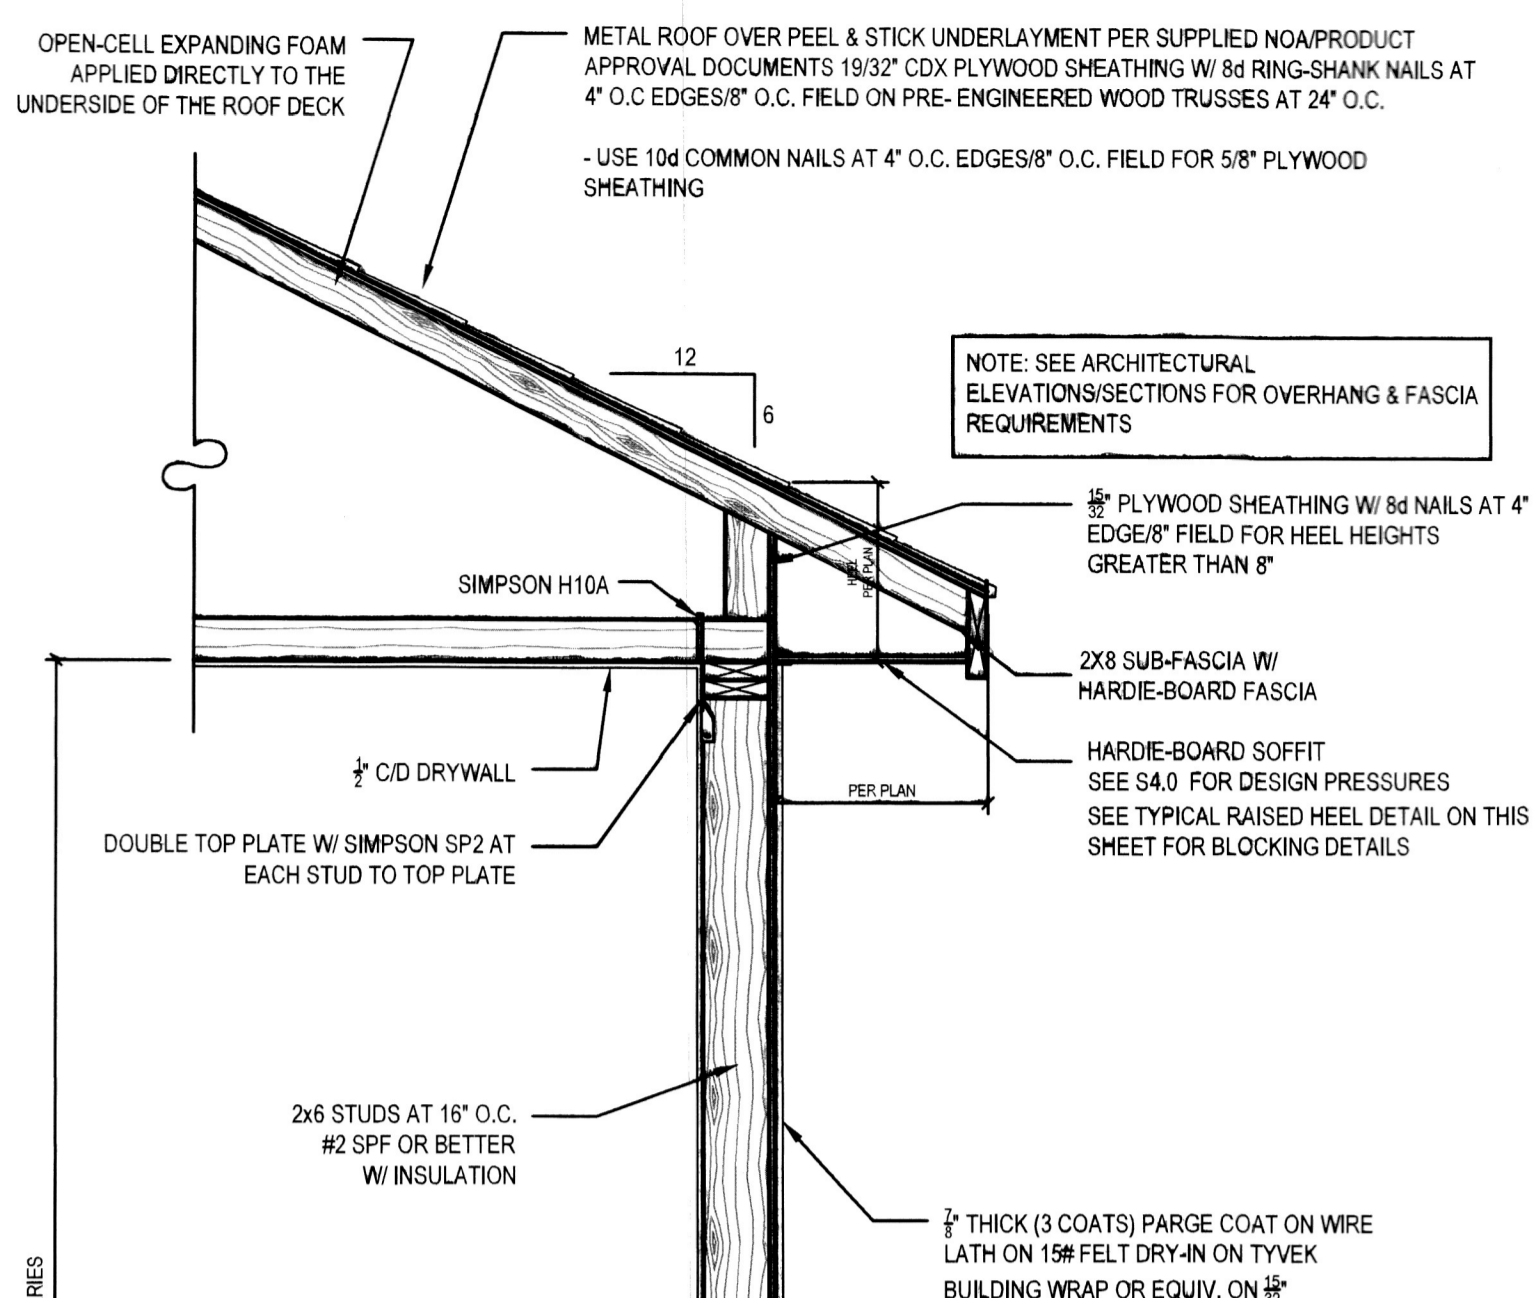 OPEN-CELL EXPANDING FOAM
APPLIED DIRECTLY TO THE
UNDERSIDE OF THE ROOF DECK
METAL ROOF OVER PEEL & STICK UNDERLAYMENT PER SUPPLIED NOA/PRODUCT
APPROVAL DOCUMENTS 19/32" CDX PLYWOOD SHEATHING W/ 8d RING-SHANK NAILS AT
4" O.C EDGES/8" O.C. FIELD ON PRE- ENGINEERED WOOD TRUSSES AT 24" O.C.
- USE 10d COMMON NAILS AT 4" O.C. EDGES/8" O.C. FIELD FOR 5/8" PLYWOOD
SHEATHING
12
6
NOTE: SEE ARCHITECTURAL
ELEVATIONS/SECTIONS FOR OVERHANG & FASCIA
REQUIREMENTS
15/32" PLYWOOD SHEATHING W/ 8d NAILS AT 4"
EDGE/8" FIELD FOR HEEL HEIGHTS
GREATER THAN 8"
HEEL
PER PLAN
SIMPSON H10A
2X8 SUB-FASCIA W/
HARDIE-BOARD FASCIA
HARDIE-BOARD SOFFIT
SEE S4.0 FOR DESIGN PRESSURES
SEE TYPICAL RAISED HEEL DETAIL ON THIS
SHEET FOR BLOCKING DETAILS
1/2" C/D DRYWALL
PER PLAN
DOUBLE TOP PLATE W/ SIMPSON SP2 AT
EACH STUD TO TOP PLATE
2x6 STUDS AT 16" O.C.
#2 SPF OR BETTER
W/ INSULATION
7/8" THICK (3 COATS) PARGE COAT ON WIRE
LATH ON 15# FELT DRY-IN ON TYVEK
BUILDING WRAP OR EQUIV. ON 15/32"
RIES